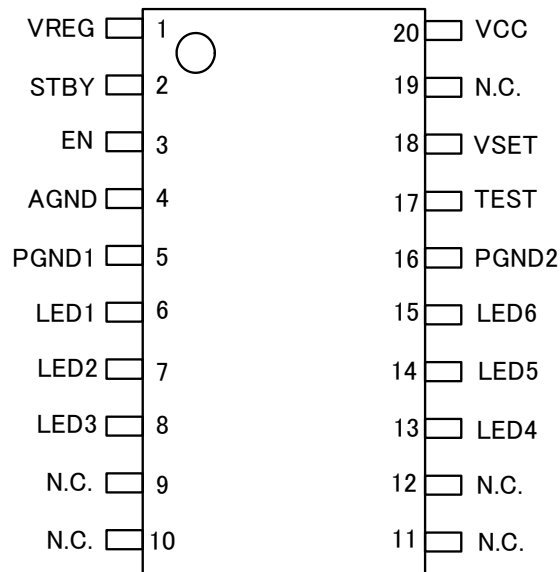 VREG 1 20 VCC
STBY 2 19 N.C.
EN 3 18 VSET
AGND 4 17 TEST
PGND1 5 16 PGND2
LED1 6 15 LED6
LED2 7 14 LED5
LED3 8 13 LED4
N.C. 9 12 N.C.
N.C. 10 11 N.C.